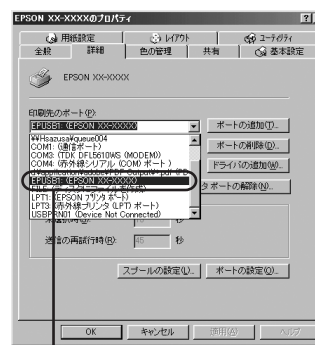 EPSON XX-XXXXのプロパティ
用紙設定 レイアウト ユーティリティ
全般 詳細 色の管理 共有 基本設定
EPSON XX-XXXX
印刷先のポート(P):
EPUSB1: (EPSON XX-XXXX)
ポートの追加(T)...
¥¥Hsazusa¥queue004
COM1: (通信ポート)
ポートの削除(D)...
COM3: (TDK DFL5610WS (MODEM))
COM4: (赤外線シリアル (COM) ポート)
ドライバの追加(W)...
EPUSB1: (EPSON XX-XXXX)
タ ポートの解除(N)...
LPT1: (EPSON プリンタ ポート)
LPT3: (赤外線プリンタ (LPT) ポート)
USBPRN01 (Device Not Connected)
秒
送信の再試行時(R): 45 秒
スプールの設定(L)... ポートの設定(O)...
OK キャンセル 適用(A) ヘルプ